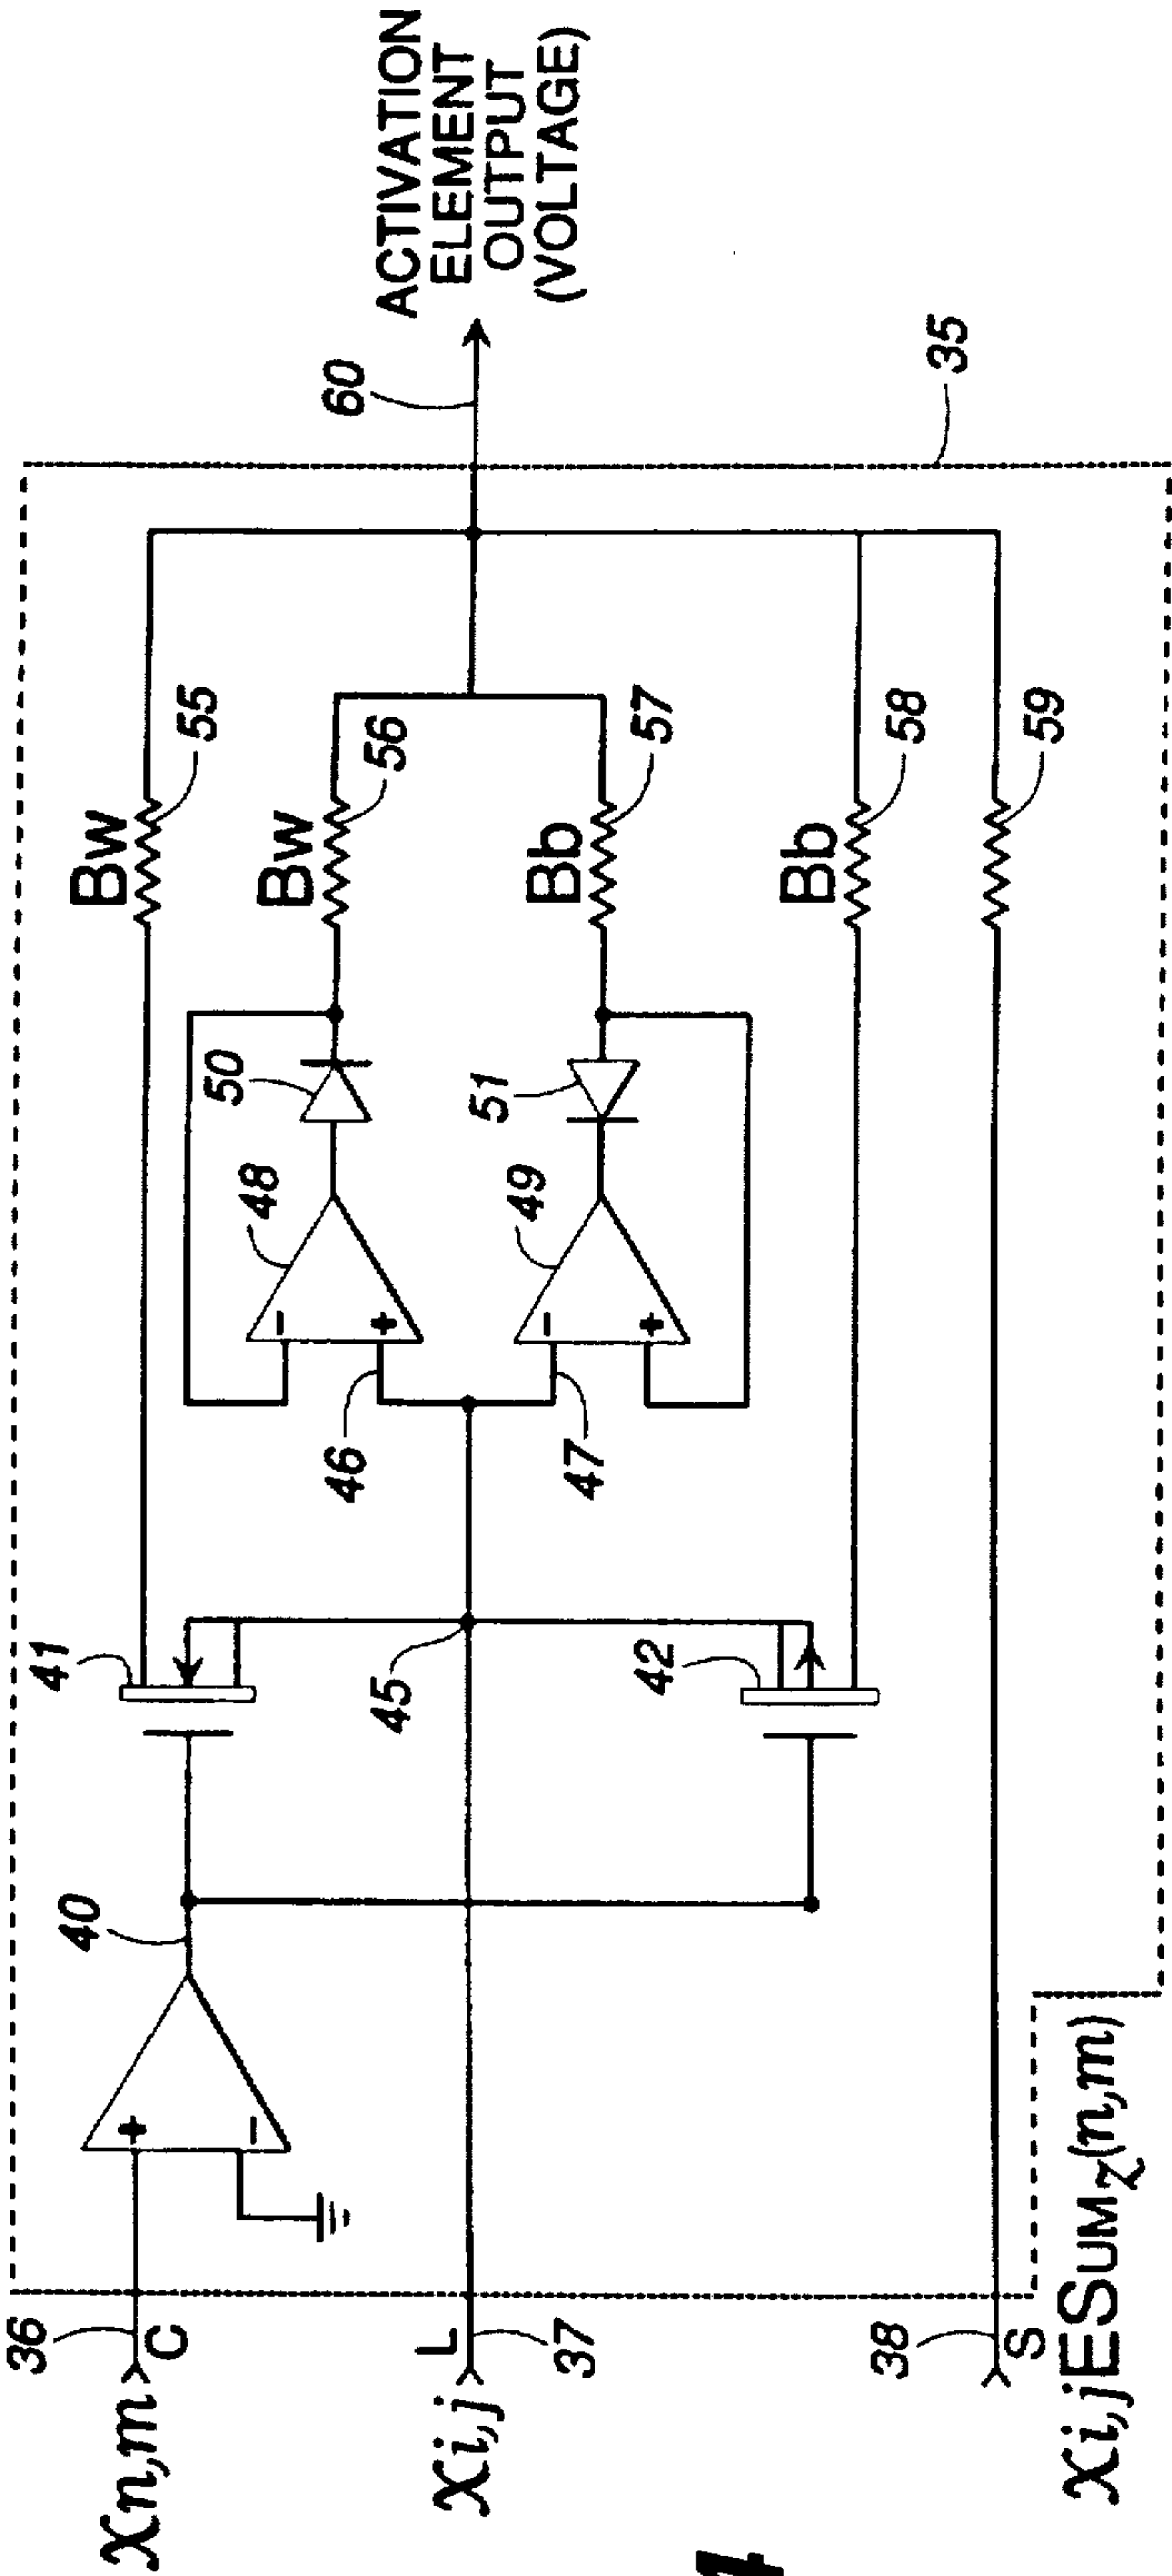 ACTIVATION
ELEMENT
OUTPUT
(VOLTAGE)
60
35
Bw
55
Bw
56
Bb
57
Bb
58
59
50
51
48
49
-
+
-
+
46
47
41
45
42
40
+
-
36
C
Xn,m
L
37
Xi,j
38
S
Xi,jESUMz(n,m)
4